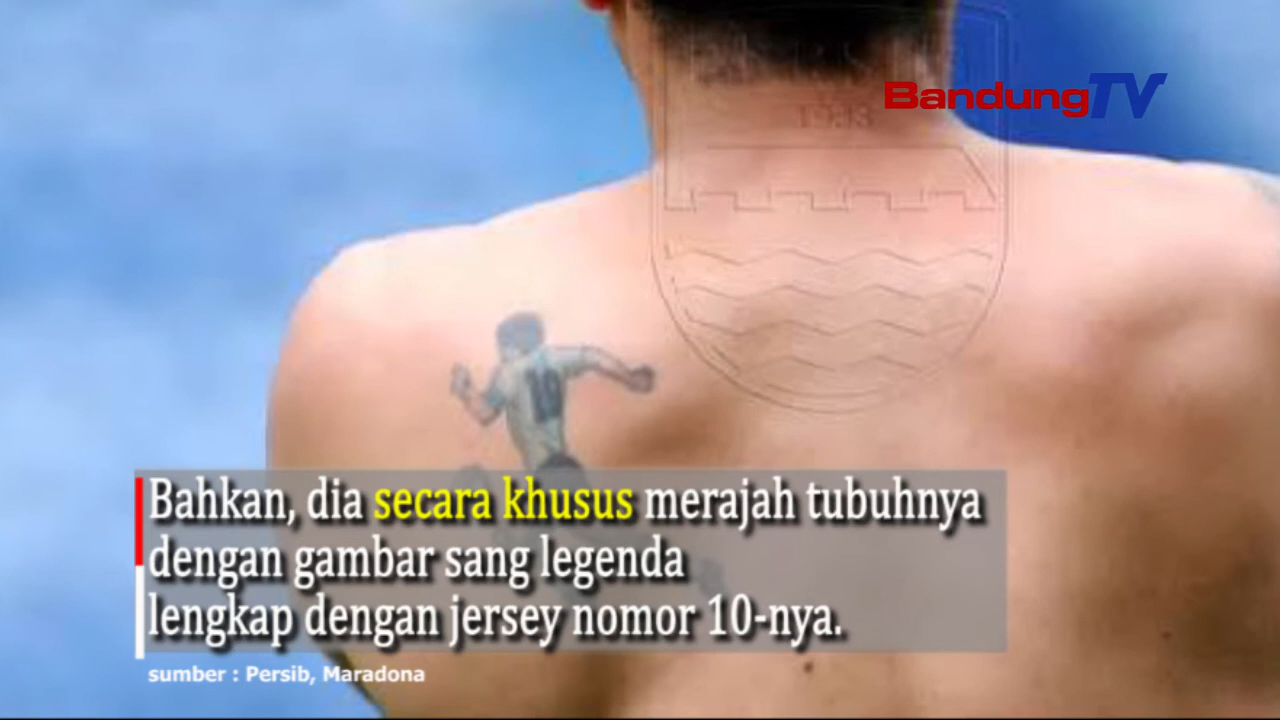 BandungTV
1933
10
Bahkan, dia secara khusus merajah tubuhnya
dengan gambar sang legenda
lengkap dengan jersey nomor 10-nya.
sumber : Persib, Maradona